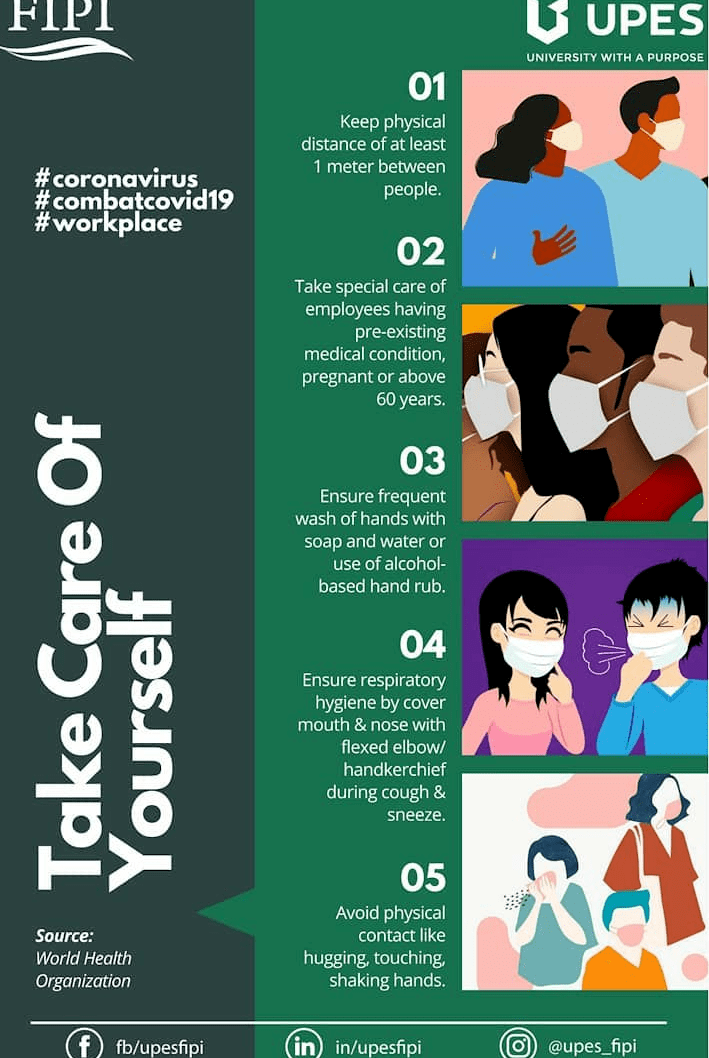 FIPI
UPES
UNIVERSITY WITH A PURPOSE
#coronavirus
#combatcovid19
#workplace
Take Care Of
Yourself
01
Keep physical
distance of at least
1 meter between
people.
02
Take special care of
employees having
pre-existing
medical condition,
pregnant or above
60 years.
03
Ensure frequent
wash of hands with
soap and water or
use of alcohol-
based hand rub.
04
Ensure respiratory
hygiene by cover
mouth & nose with
flexed elbow/
handkerchief
during cough &
sneeze.
05
Avoid physical
contact like
hugging, touching,
shaking hands.
Source:
World Health
Organization
fb/upesfipi
in/upesfipi
@upes_fipi